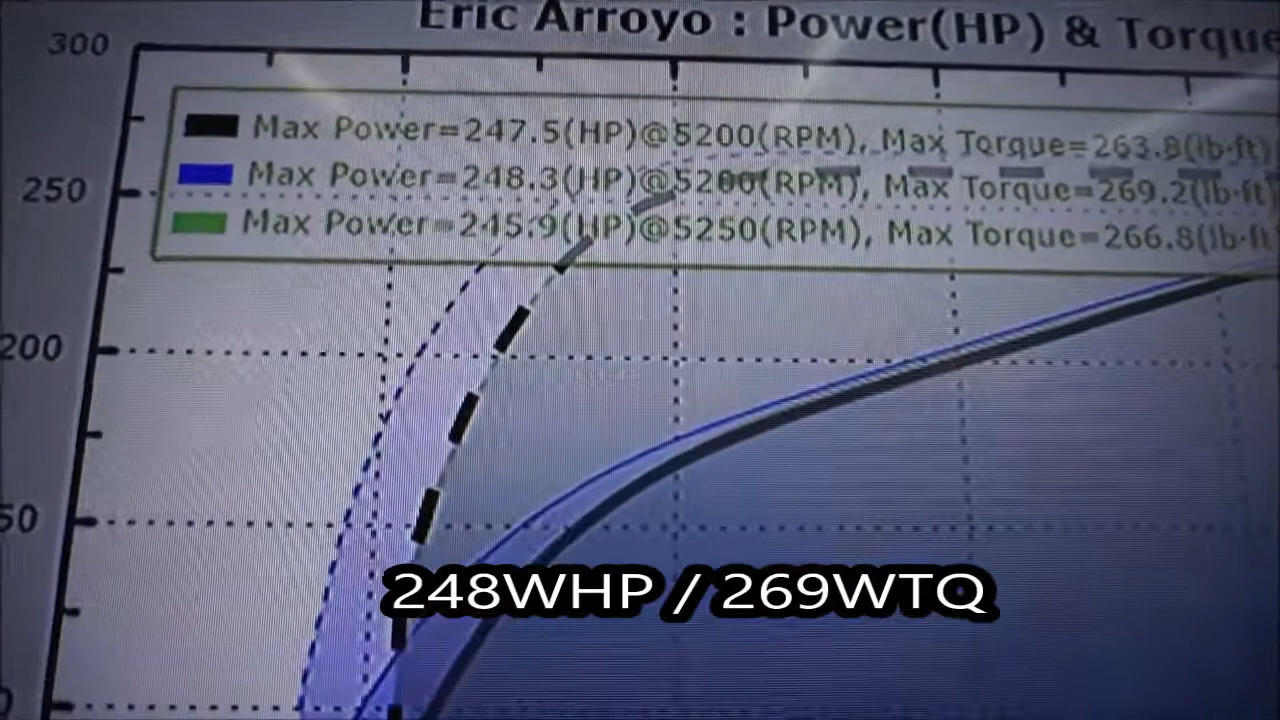 Eric Arroyo : Power(HP) & Torque
300
Max Power=247.5(HP)@5200(RPM), Max Torque=263.8(lb-ft)
Max Power=248.3(HP)@5200(RPM), Max Torque=269.2(lb-ft)
250
Max Power=245.9(HP)@5250(RPM), Max Torque=266.8(lb-ft
200
50
248WHP / 269WTQ
0